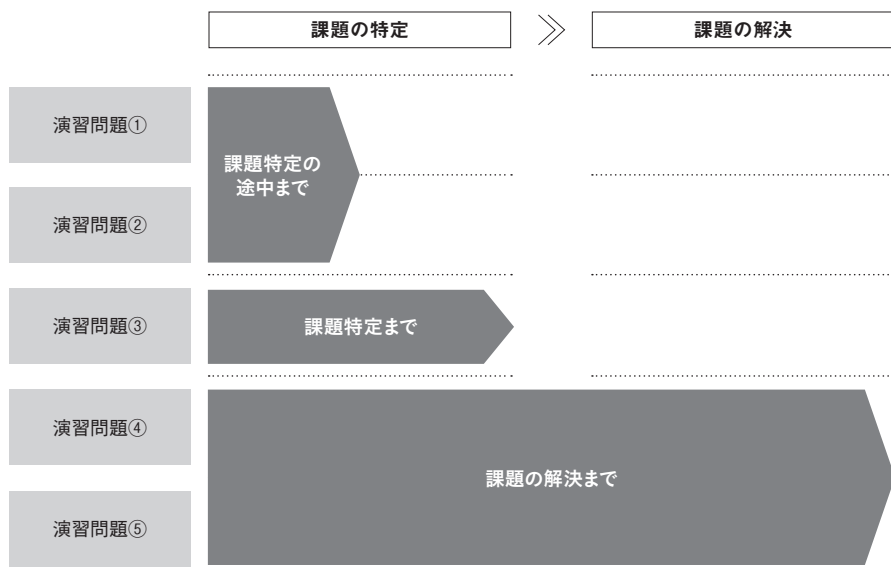 課題の特定
課題の解決
演習問題①
課題特定の
途中まで
演習問題②
演習問題③
課題特定まで
演習問題④
課題の解決まで
演習問題⑤